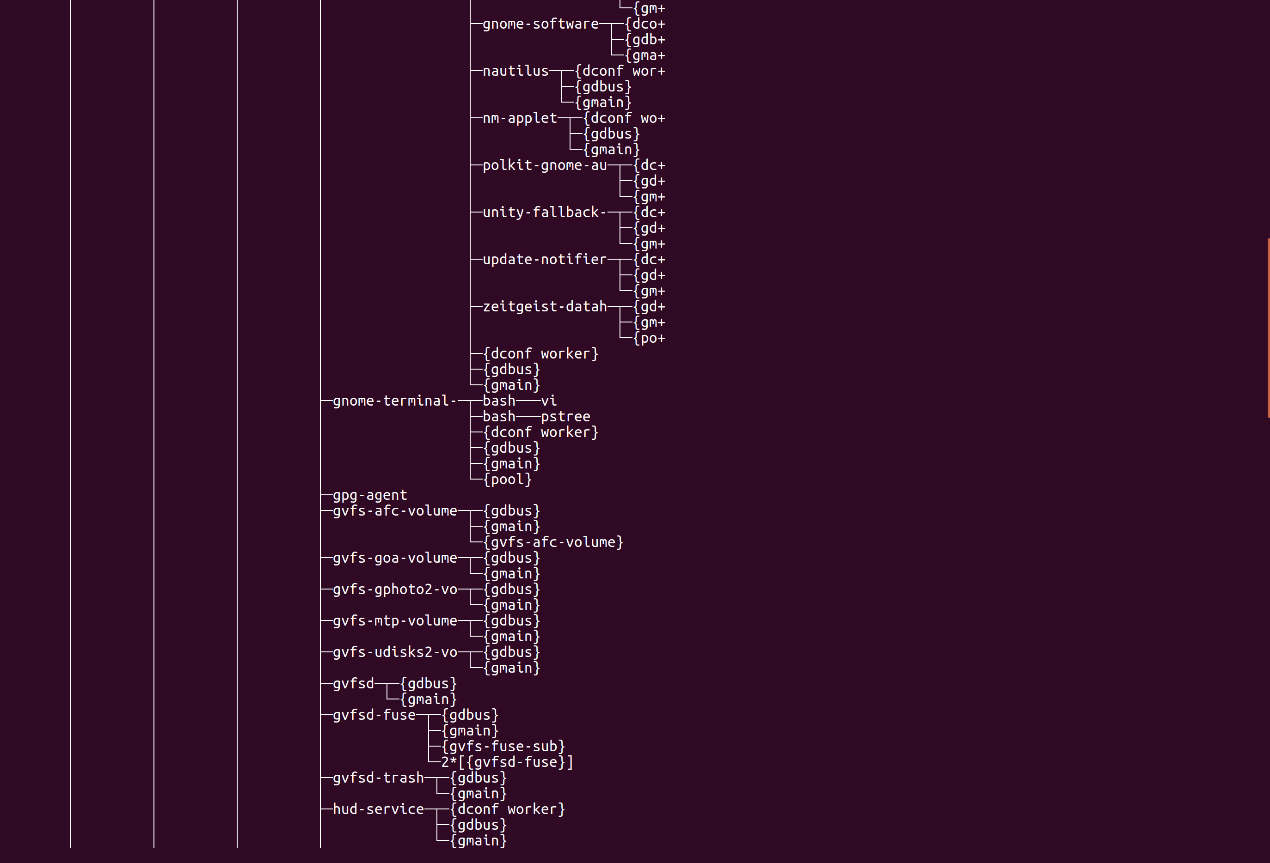 └─{gm+
├─gnome-software─┬─{dco+
├─{gdb+
└─{gma+
├─nautilus─┬─{dconf wor+
├─{gdbus}
└─{gmain}
├─nm-applet─┬─{dconf wo+
├─{gdbus}
└─{gmain}
├─polkit-gnome-au─┬─{dc+
├─{gd+
└─{gm+
├─unity-fallback-─┬─{dc+
├─{gd+
└─{gm+
├─update-notifier─┬─{dc+
├─{gd+
└─{gm+
├─zeitgeist-datah─┬─{gd+
├─{gm+
└─{po+
├─{dconf worker}
├─{gdbus}
└─{gmain}
├─gnome-terminal-─┬─bash───vi
├─bash───pstree
├─{dconf worker}
├─{gdbus}
├─{gmain}
└─{pool}
├─gpg-agent
├─gvfs-afc-volume─┬─{gdbus}
├─{gmain}
└─{gvfs-afc-volume}
├─gvfs-goa-volume─┬─{gdbus}
└─{gmain}
├─gvfs-gphoto2-vo─┬─{gdbus}
└─{gmain}
├─gvfs-mtp-volume─┬─{gdbus}
└─{gmain}
├─gvfs-udisks2-vo─┬─{gdbus}
└─{gmain}
├─gvfsd─┬─{gdbus}
└─{gmain}
├─gvfsd-fuse─┬─{gdbus}
├─{gmain}
├─{gvfs-fuse-sub}
└─2*[{gvfsd-fuse}]
├─gvfsd-trash─┬─{gdbus}
└─{gmain}
├─hud-service─┬─{dconf worker}
├─{gdbus}
└─{gmain}